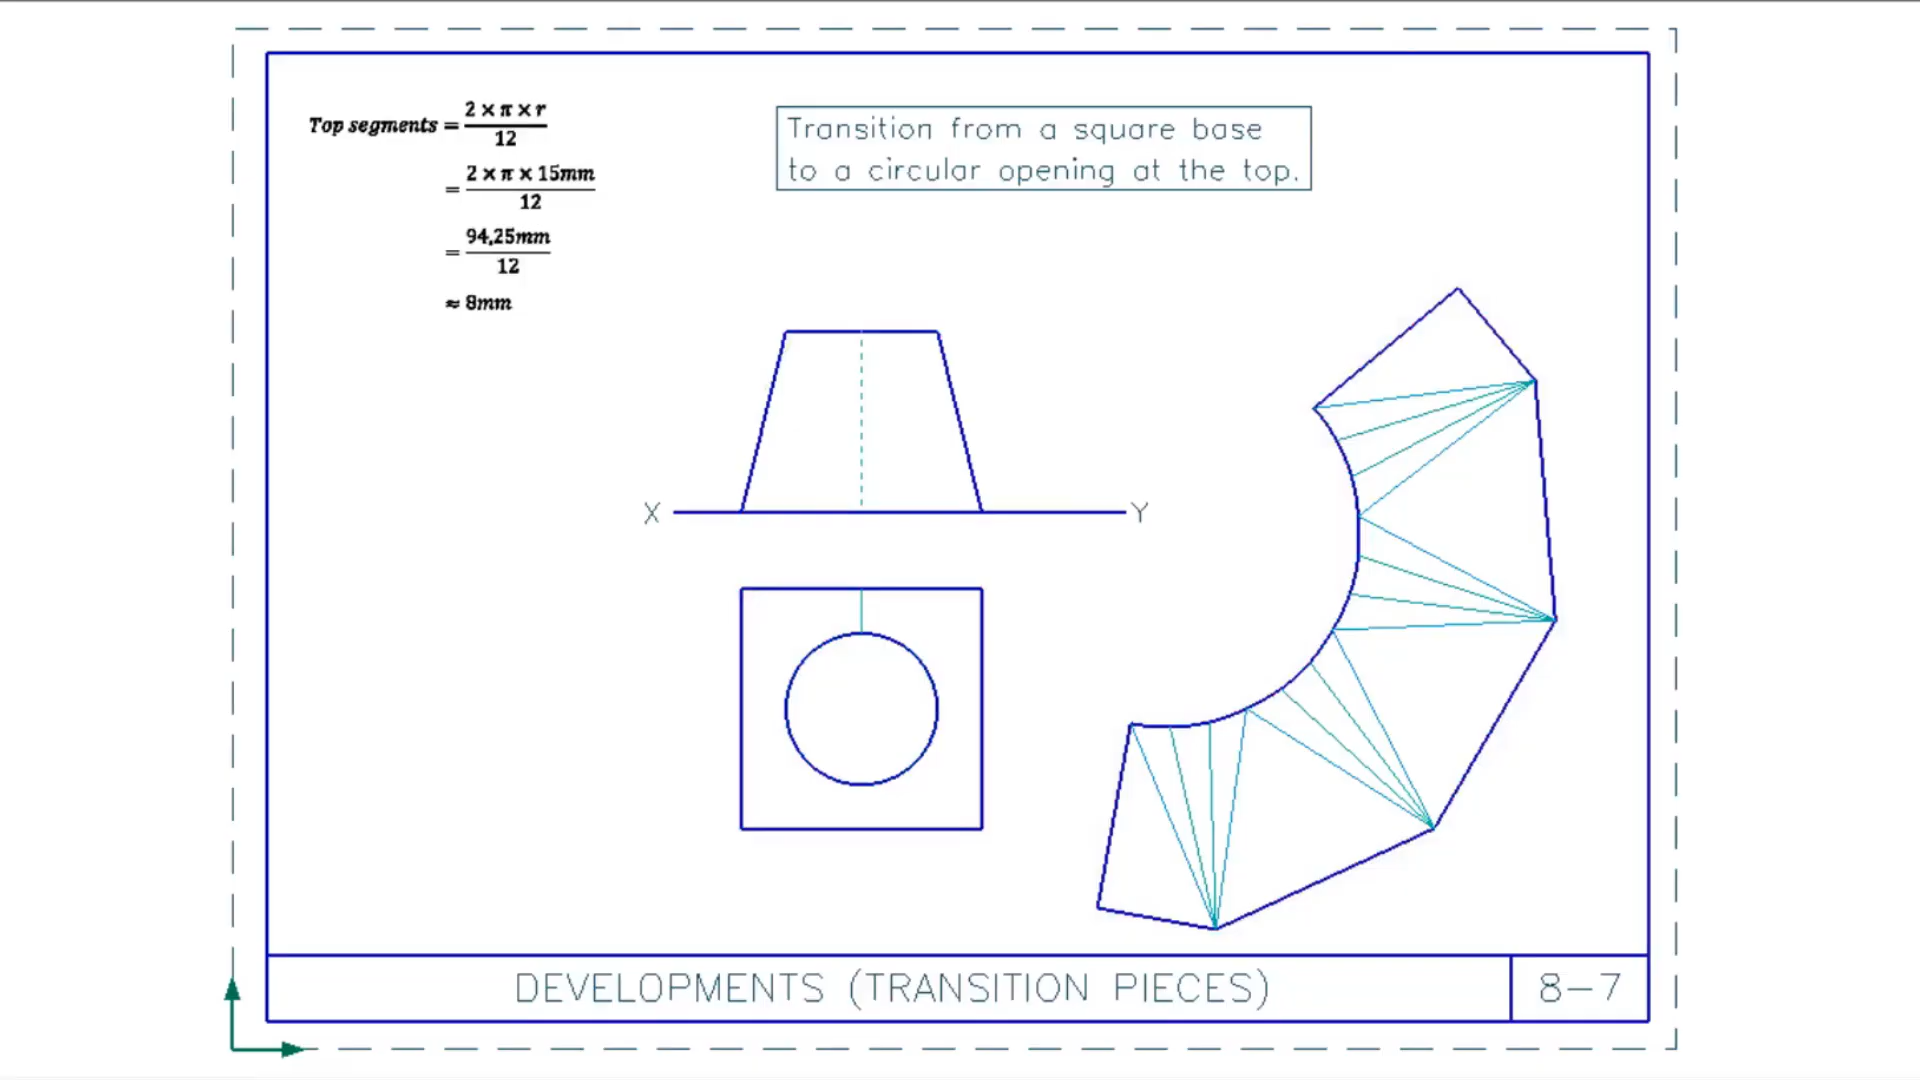 Top segments = 2 × π × r / 12
= 2 × π × 15mm / 12
= 94,25mm / 12
≈ 8mm
Transition from a square base
to a circular opening at the top.
X
Y
DEVELOPMENTS (TRANSITION PIECES)
8-7